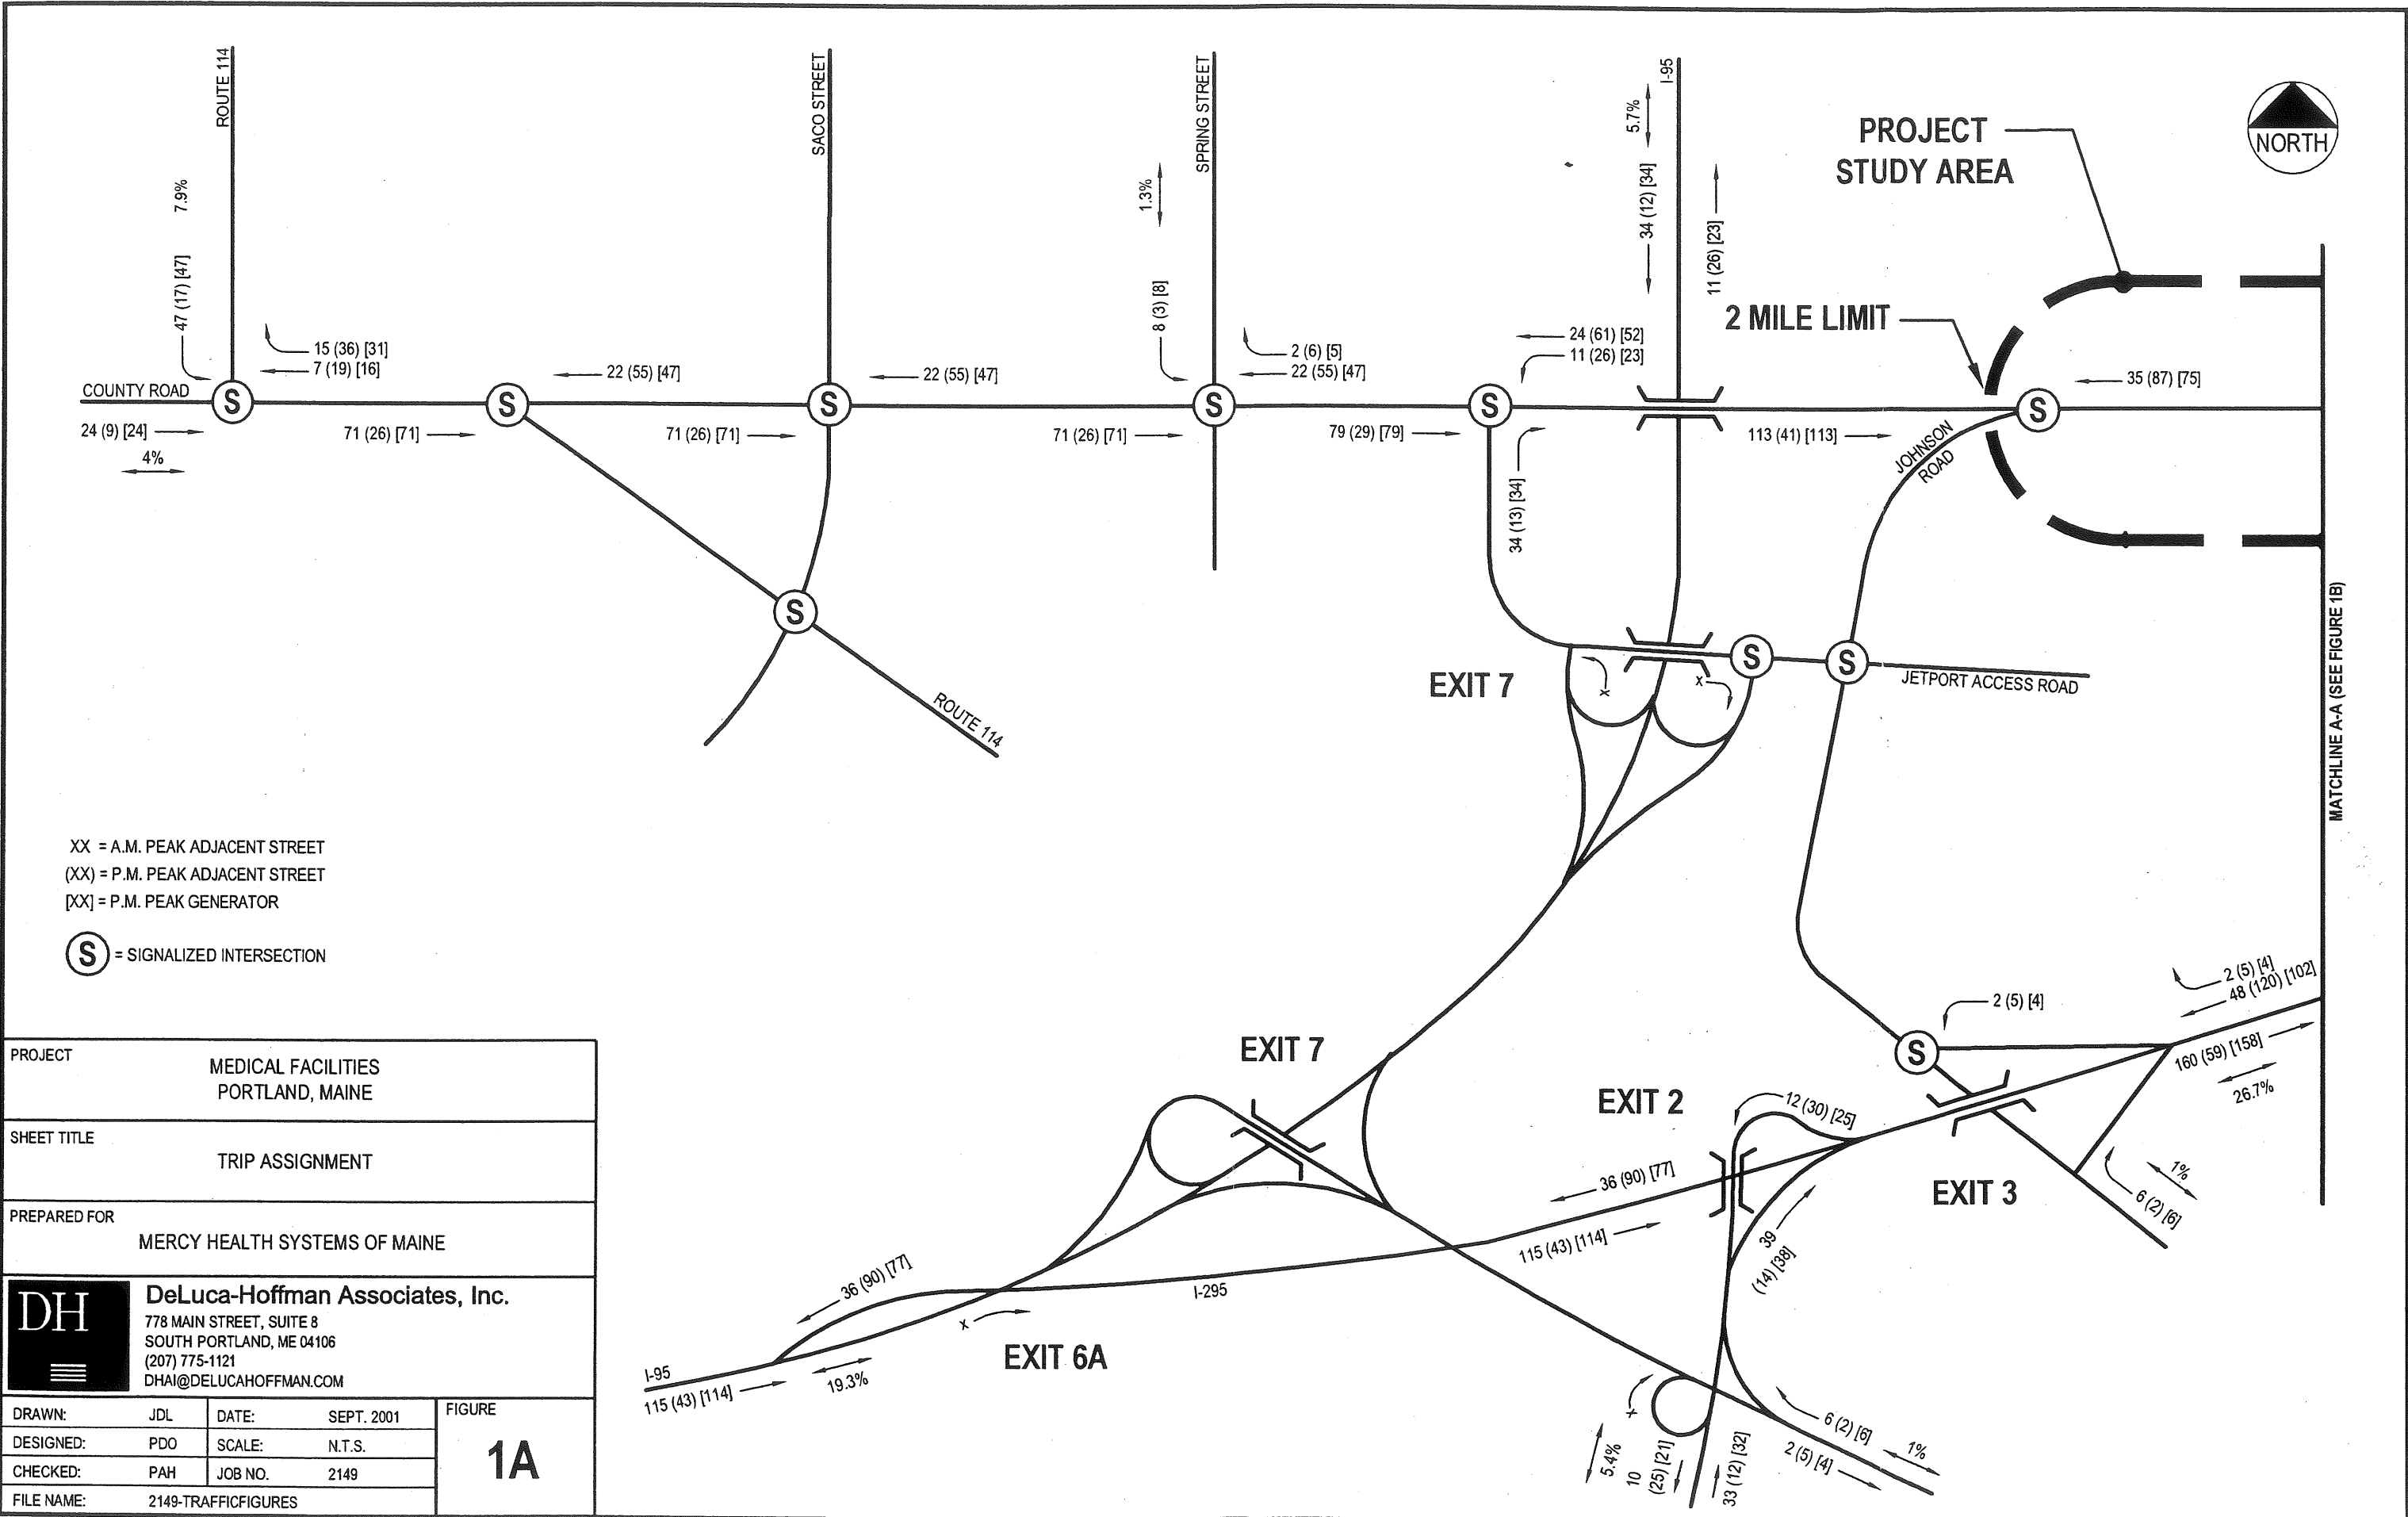 ROUTE 114
SACO STREET
SPRING STREET
I-95
5.7%
34 (12) [34]
11 (26) [23]
PROJECT
STUDY AREA
NORTH
7.9%
47 (17) [47]
1.3%
8 (3) [8]
2 MILE LIMIT
15 (36) [31]
7 (19) [16]
22 (55) [47]
22 (55) [47]
2 (6) [5]
22 (55) [47]
24 (61) [52]
11 (26) [23]
35 (87) [75]
COUNTY ROAD
S
S
S
S
S
S
24 (9) [24]
4%
71 (26) [71]
71 (26) [71]
71 (26) [71]
79 (29) [79]
113 (41) [113]
34 (13) [34]
JOHNSON
ROAD
MATCHLINE A-A (SEE FIGURE 1B)
S
ROUTE 114
EXIT 7
x
x
S
S
JETPORT ACCESS ROAD
XX = A.M. PEAK ADJACENT STREET
(XX) = P.M. PEAK ADJACENT STREET
[XX] = P.M. PEAK GENERATOR
S = SIGNALIZED INTERSECTION
2 (5) [4]
48 (120) [102]
2 (5) [4]
S
160 (59) [158]
26.7%
EXIT 7
EXIT 2
12 (30) [25]
EXIT 3
1%
6 (2) [6]
36 (90) [77]
115 (43) [114]
39
(14) [38]
36 (90) [77]
I-295
x
EXIT 6A
I-95
115 (43) [114]
19.3%
x
5.4%
10
(25) [21]
33 (12) [32]
6 (2) [6]
2 (5) [4]
1%
PROJECT
MEDICAL FACILITIES
PORTLAND, MAINE
SHEET TITLE
TRIP ASSIGNMENT
PREPARED FOR
MERCY HEALTH SYSTEMS OF MAINE
DH
DeLuca-Hoffman Associates, Inc.
778 MAIN STREET, SUITE 8
SOUTH PORTLAND, ME 04106
(207) 775-1121
DHAI@DELUCAHOFFMAN.COM
DRAWN: JDL DATE: SEPT. 2001
DESIGNED: PDO SCALE: N.T.S.
CHECKED: PAH JOB NO. 2149
FILE NAME: 2149-TRAFFICFIGURES
FIGURE
1A